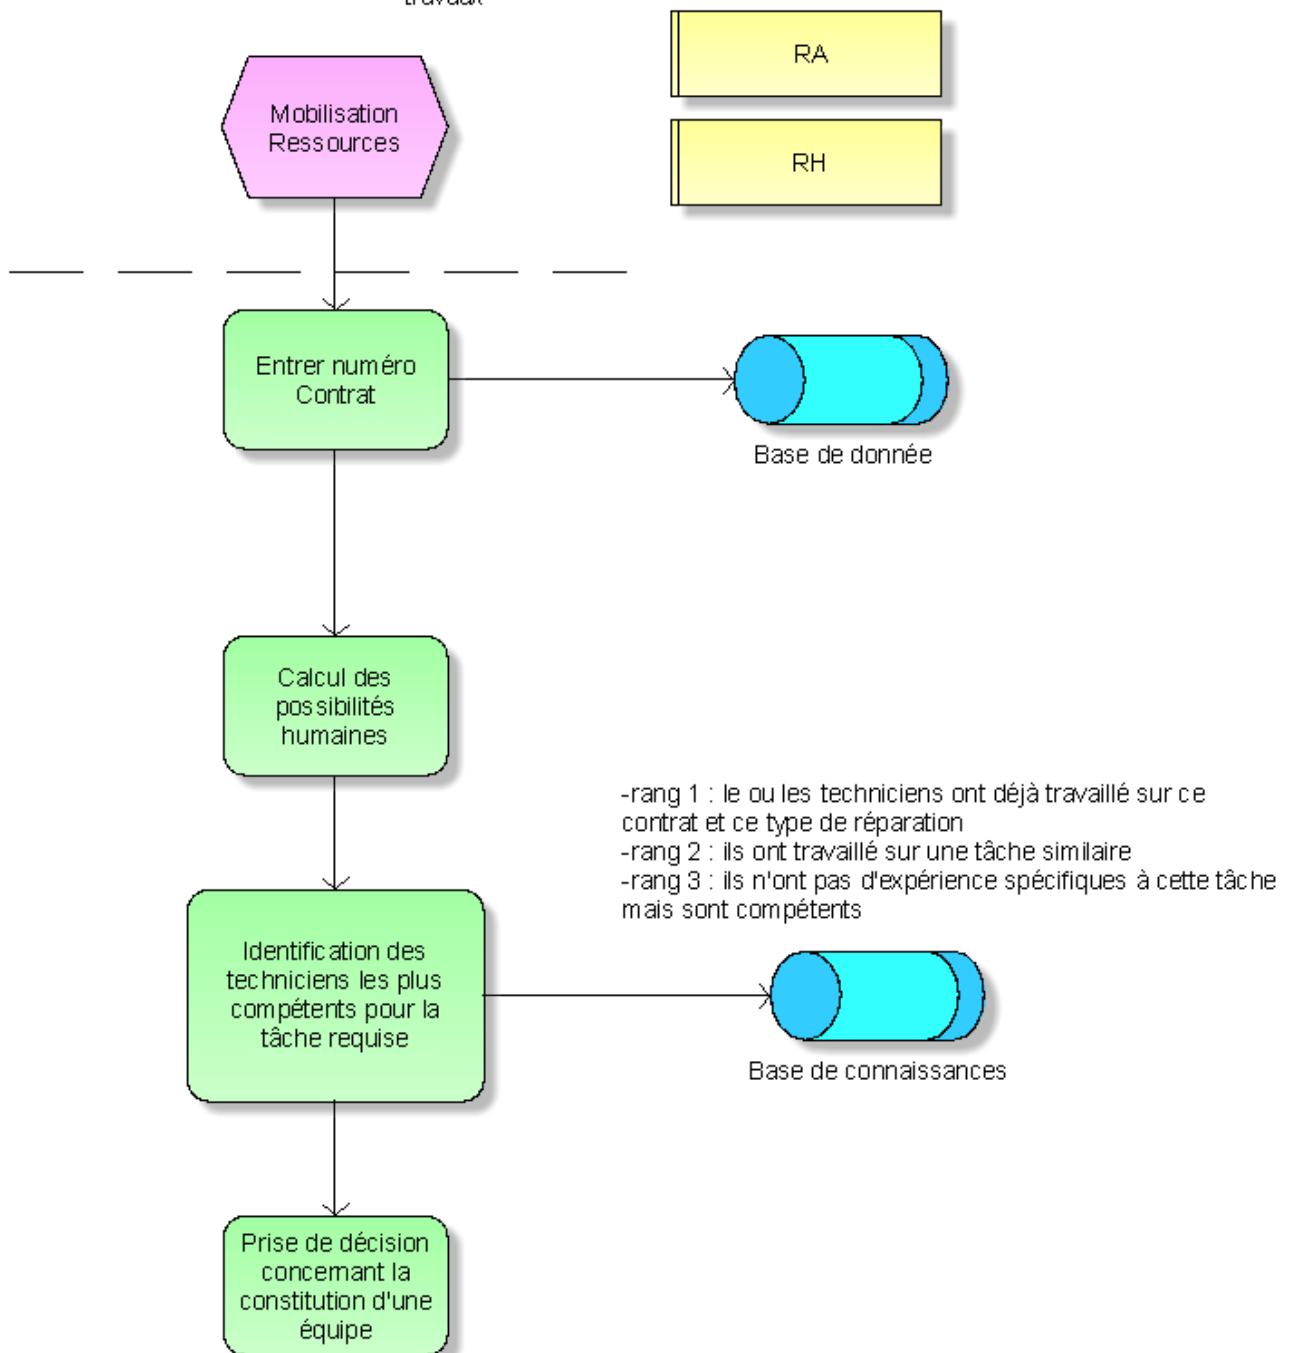 RA
Mobilisation
Ressources
RH
Entrer numéro
Contrat
Base de donnée
Calcul des
possibilités
humaines
-rang 1 : le ou les techniciens ont déjà travaillé sur ce
contrat et ce type de réparation
-rang 2 : ils ont travaillé sur une tâche similaire
-rang 3 : ils n'ont pas d'expérience spécifiques à cette tâche
mais sont compétents
Identification des
techniciens les plus
compétents pour la
tâche requise
Base de connaissances
Prise de décision
concernant la
constitution d'une
équipe